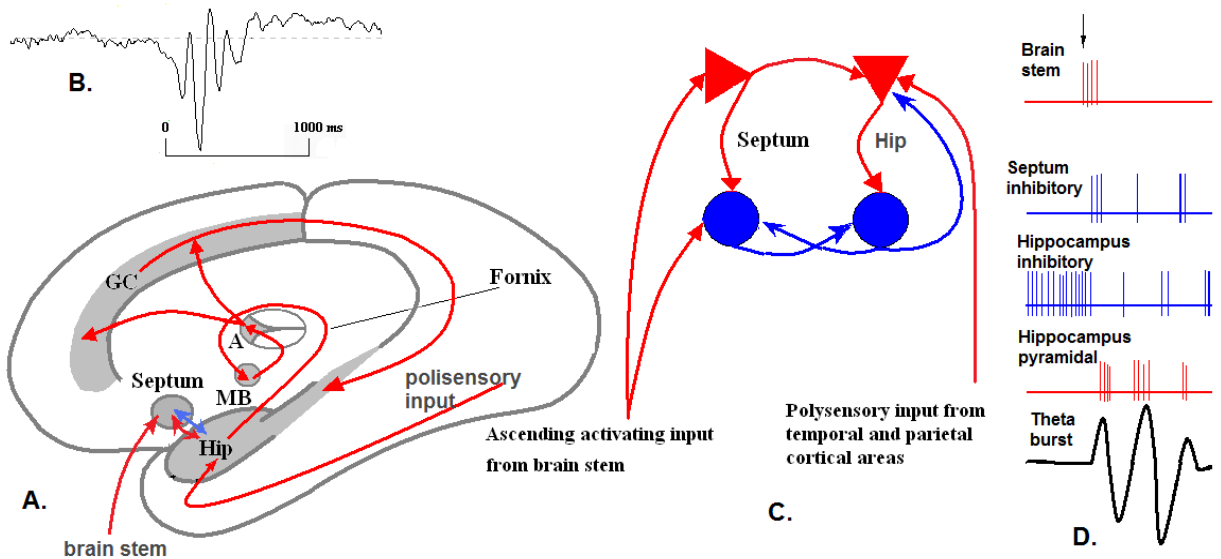 B.
0
1000 ms
GC
Fornix
A
Septum
MB
polisensory
input
Hip
A.
brain stem
Septum
Hip
Ascending activating input
from brain stem
Polysensory input from
temporal and parietal
cortical areas
C.
Brain
stem
Septum
inhibitory
Hippocampus
inhibitory
Hippocampus
pyramidal
Theta
burst
D.